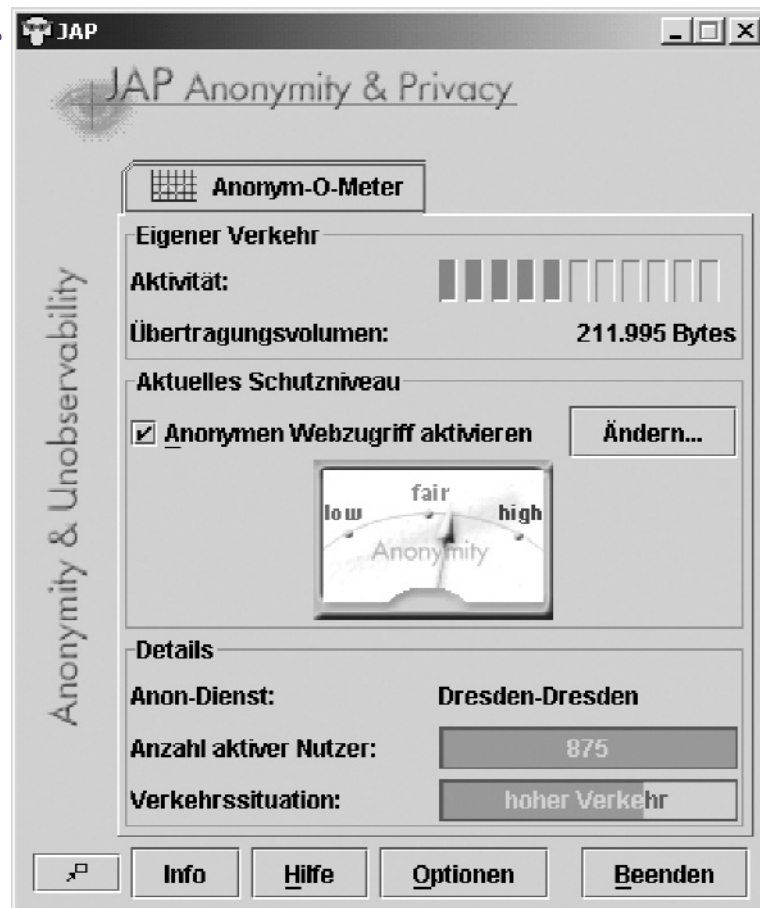 JAP
JAP Anonymity & Privacy
Anonym-O-Meter
Anonymity & Unobservability
Eigener Verkehr
Aktivität:
Übertragungsvolumen: 211.995 Bytes
Aktuelles Schutzniveau
Anonymen Webzugriff aktivieren Ändern...
low fair high
Anonymity
Details
Anon-Dienst: Dresden-Dresden
Anzahl aktiver Nutzer: 875
Verkehrssituation: hoher Verkehr
Info Hilfe Optionen Beenden